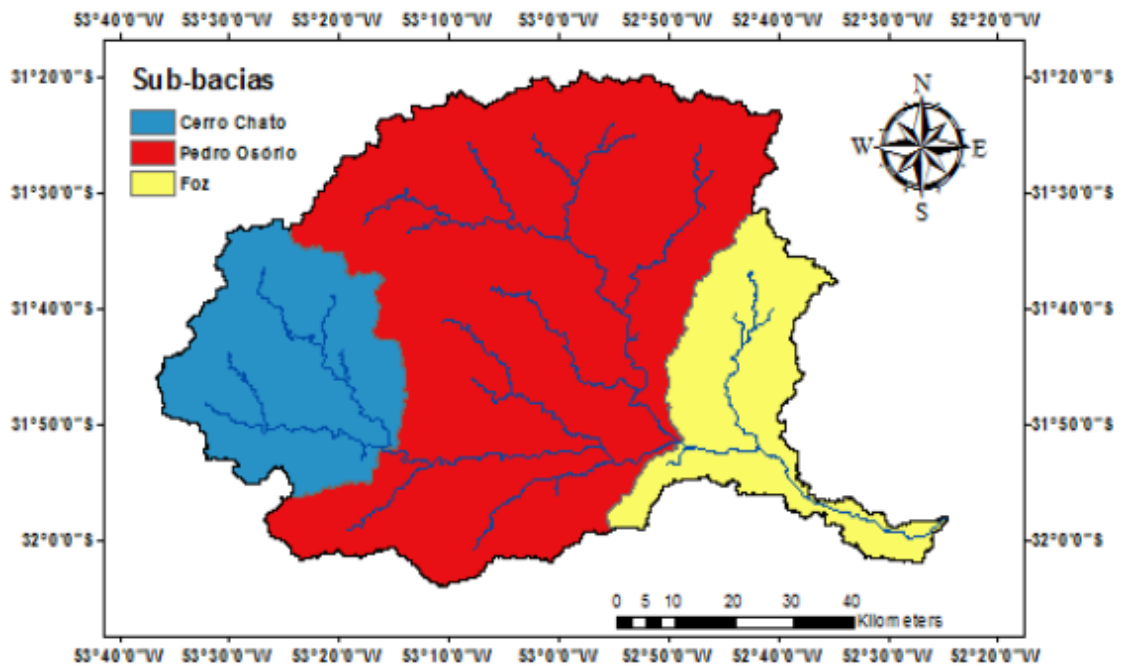 53°40'0"W 53°30'0"W 53°20'0"W 53°10'0"W 53°0'0"W 52°50'0"W 52°40'0"W 52°30'0"W 52°20'0"W
31°20'0"S 31°20'0"S
Sub-bacias
Cerro Chato
Pedro Osório
Foz
N
W E
S
31°30'0"S 31°30'0"S
31°40'0"S 31°40'0"S
31°50'0"S 31°50'0"S
32°0'0"S 32°0'0"S
0 5 10 20 30 40
Kilometers
53°40'0"W 53°30'0"W 53°20'0"W 53°10'0"W 53°0'0"W 52°50'0"W 52°40'0"W 52°30'0"W 52°20'0"W